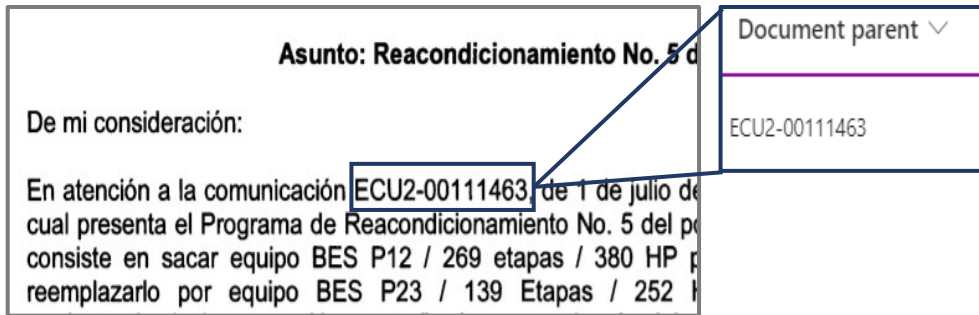 Asunto: Reacondicionamiento No. 5 d
De mi consideración:
En atención a la comunicación ECU2-00111463, de 1 de julio de
cual presenta el Programa de Reacondicionamiento No. 5 del
consiste en sacar equipo BES P12 / 269 etapas / 380 HP
reemplazarlo por equipo BES P23 / 139 Etapas / 252
Document parent
ECU2-00111463